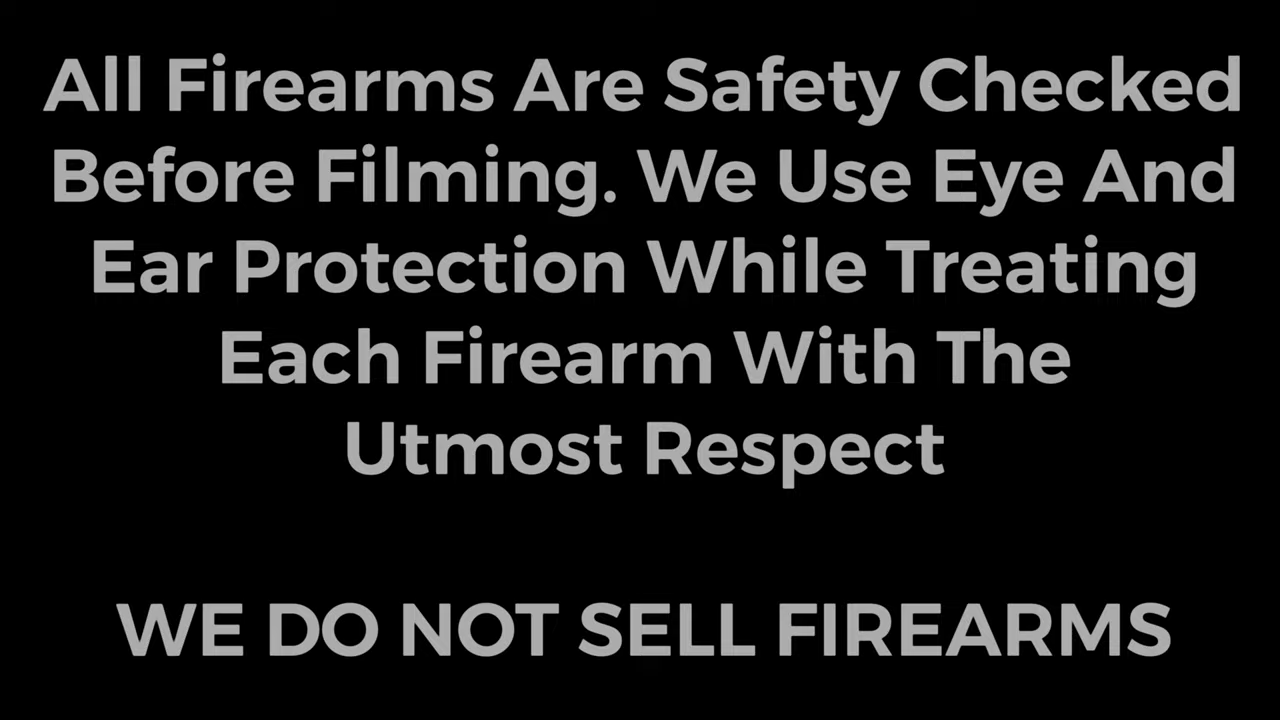 All Firearms Are Safety Checked
Before Filming. We Use Eye And
Ear Protection While Treating
Each Firearm With The
Utmost Respect
WE DO NOT SELL FIREARMS